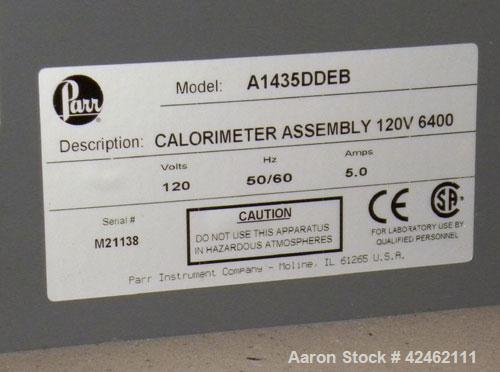 Parr
Model: A1435DDEB
Description: CALORIMETER ASSEMBLY 120V 6400
Volts Hz Amps
120 50/60 5.0
Serial #
M21138
CAUTION
DO NOT USE THIS APPARATUS
IN HAZARDOUS ATMOSPHERES
CE SA
FOR LABORATORY USE BY
QUALIFIED PERSONNEL
Parr Instrument Company - Moline, IL 61265 U.S.A.
Aaron Stock # 42462111